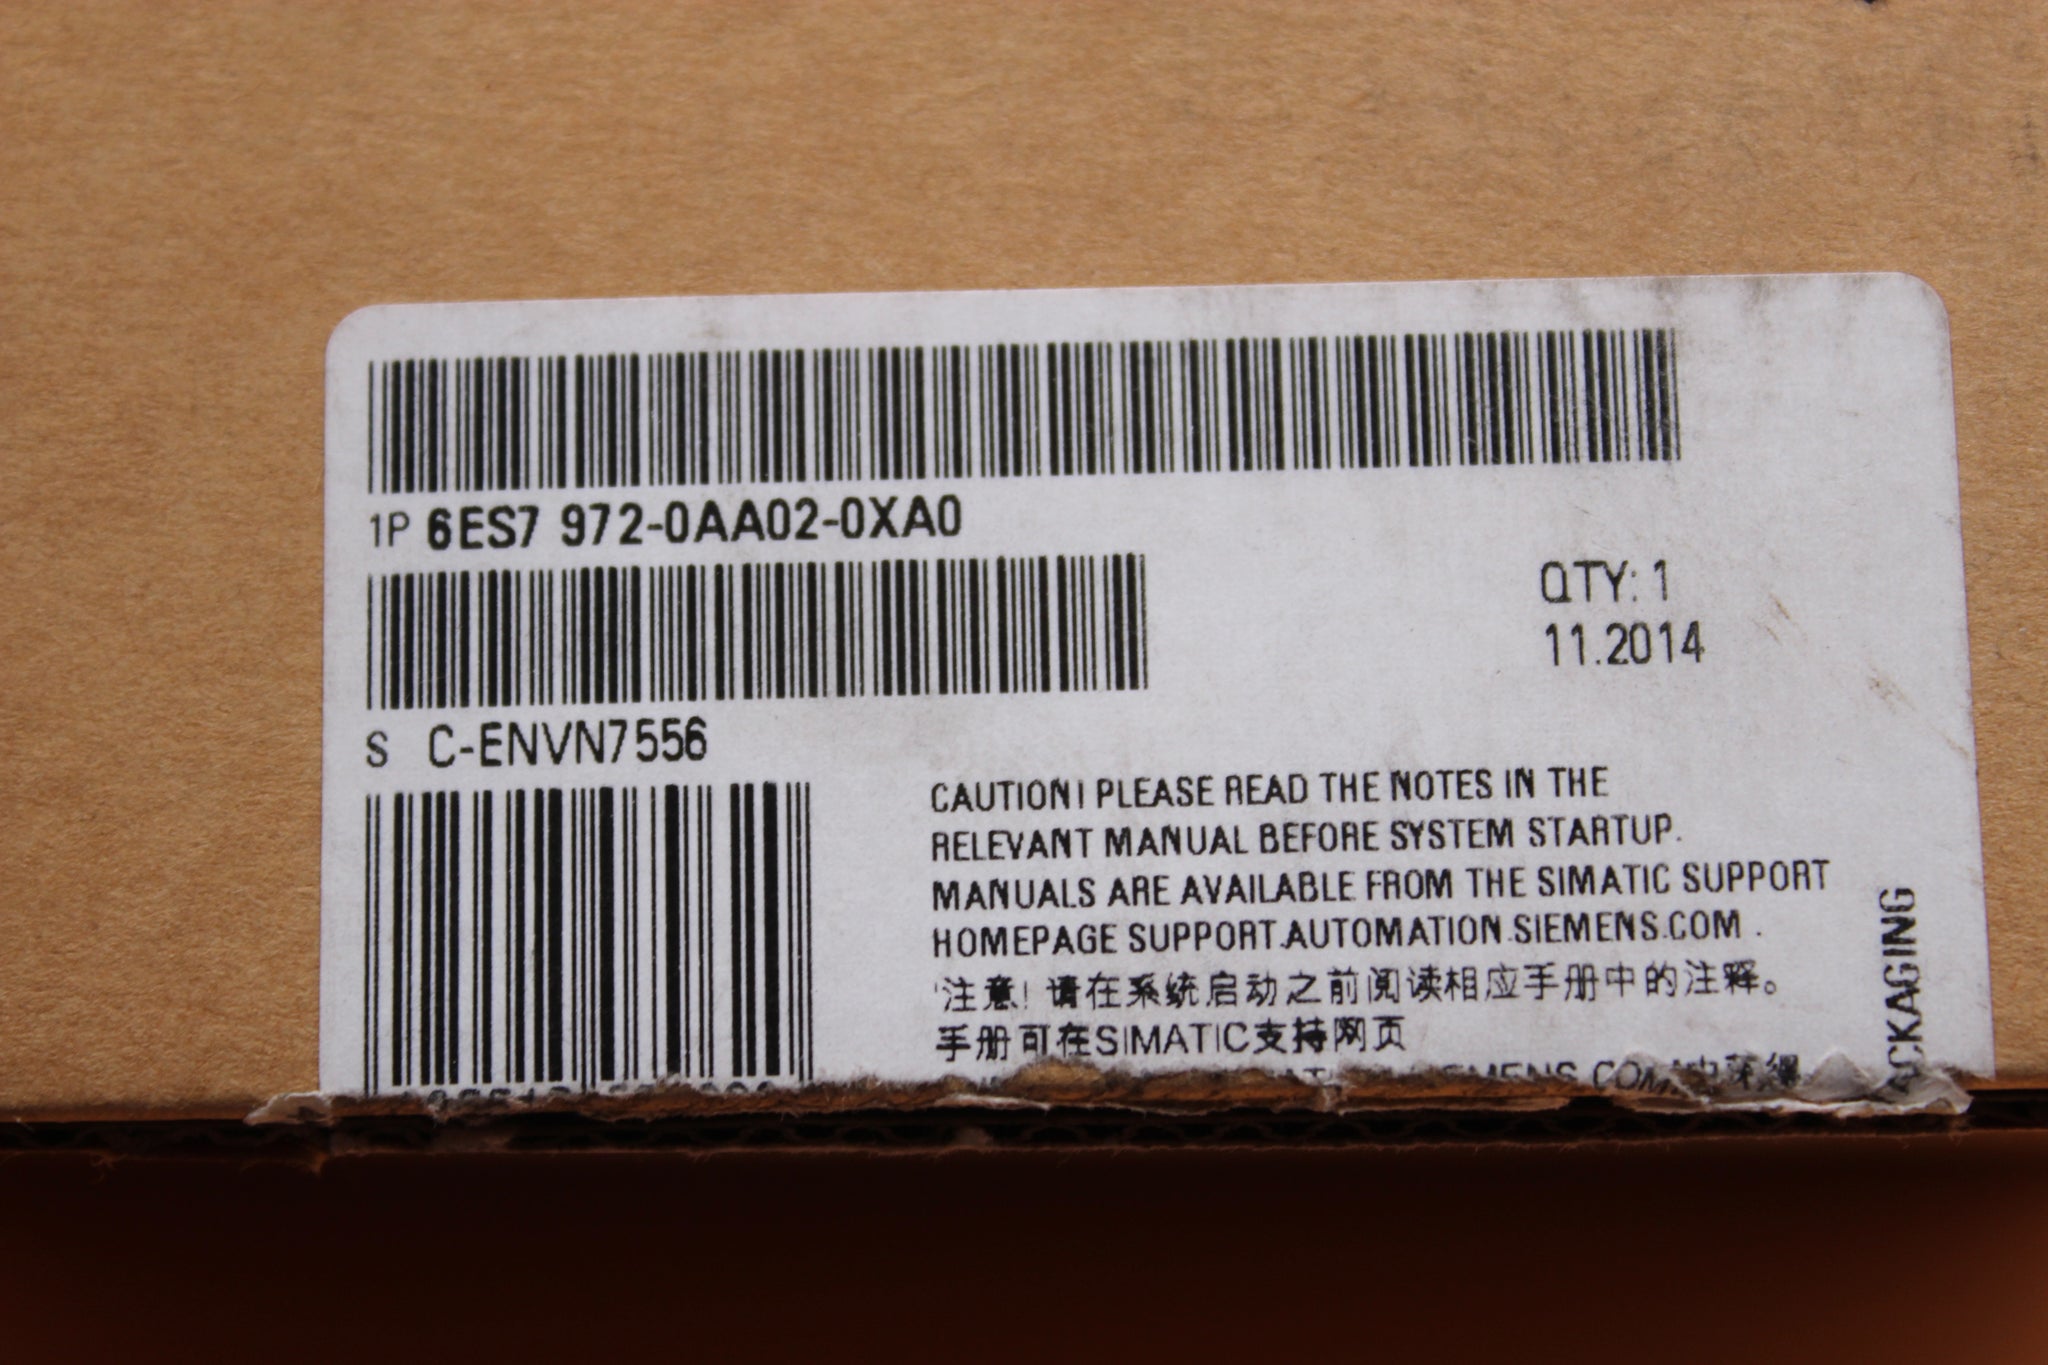 1P 6ES7 972-0AA02-0XA0
QTY: 1
11.2014
S C-ENVN7556
CAUTION! PLEASE READ THE NOTES IN THE
RELEVANT MANUAL BEFORE SYSTEM STARTUP.
MANUALS ARE AVAILABLE FROM THE SIMATIC SUPPORT
HOMEPAGE SUPPORT.AUTOMATION.SIEMENS.COM .
注意! 请在系统启动之前阅读相应手册中的注释。
手册可在SIMATIC支持网页